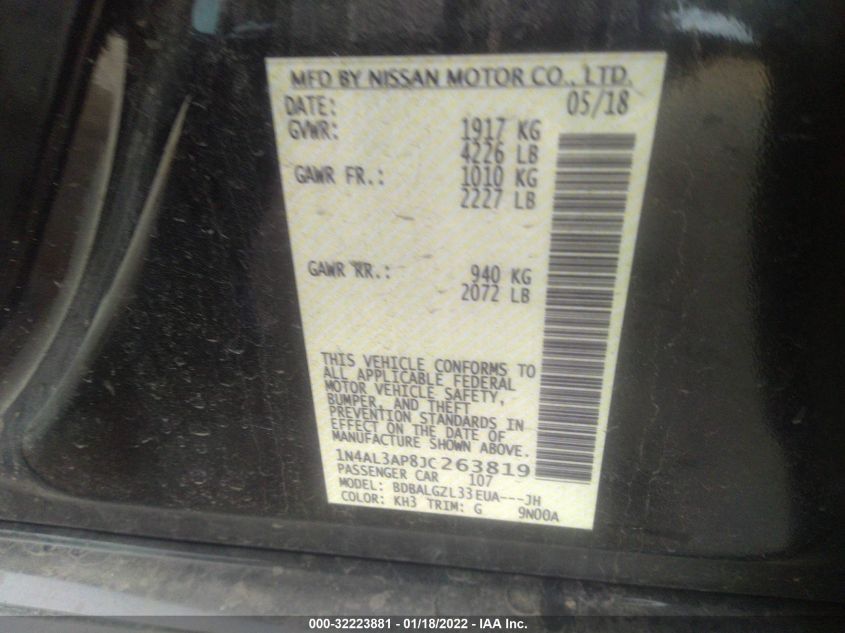 MFD BY NISSAN MOTOR CO., LTD.
DATE: 05/18
GVWR: 1917 KG
4226 LB
GAWR FR.: 1010 KG
2227 LB
GAWR RR.: 940 KG
2072 LB
THIS VEHICLE CONFORMS TO
ALL APPLICABLE FEDERAL
MOTOR VEHICLE SAFETY,
BUMPER, AND THEFT
PREVENTION STANDARDS IN
EFFECT ON THE DATE OF
MANUFACTURE SHOWN ABOVE.
1N4AL3AP8JC263819
PASSENGER CAR 107
MODEL: BDBALGZL33EUA---JH
COLOR: KH3 TRIM: G 9N00A
000-32223881 - 01/18/2022 - IAA Inc.